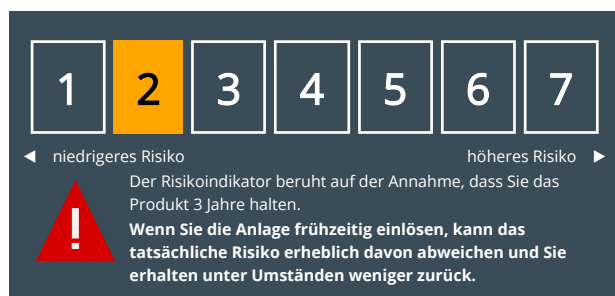 1 2 3 4 5 6 7
niedrigeres Risiko höheres Risiko
Der Risikoindikator beruht auf der Annahme, dass Sie das
Produkt 3 Jahre halten.
Wenn Sie die Anlage frühzeitig einlösen, kann das
tatsächliche Risiko erheblich davon abweichen und Sie
erhalten unter Umständen weniger zurück.